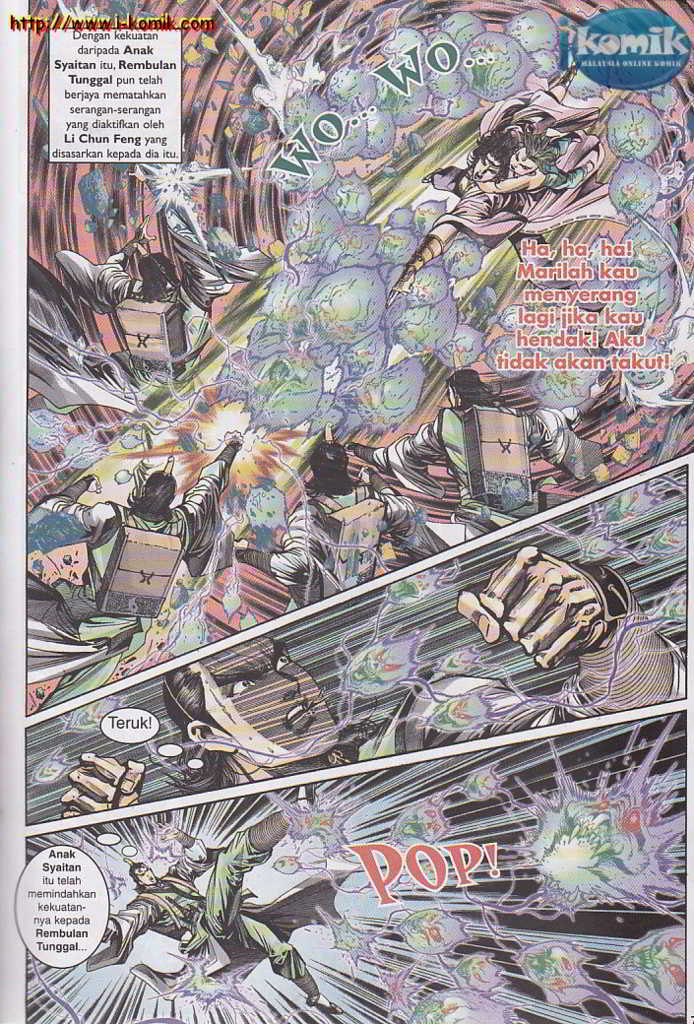 http://www.i-komik.com
iKomik
MALAYSIA ONLINE KOMIK
Dengan kekuatan
daripada Anak
Syaitan itu, Rembulan
Tunggal pun telah
berjaya mematahkan
serangan-serangan
yang diaktifkan oleh
Li Chun Feng yang
disasarkan kepada dia itu.
WO... WO... WO...
Ha, ha, ha!
Marilah kau
menyerang
lagi jika kau
hendak! Aku
tidak akan takut!
Teruk!
Anak
Syaitan
itu telah
memindahkan
kekuatan-
nya kepada
Rembulan
Tunggal...
POP!